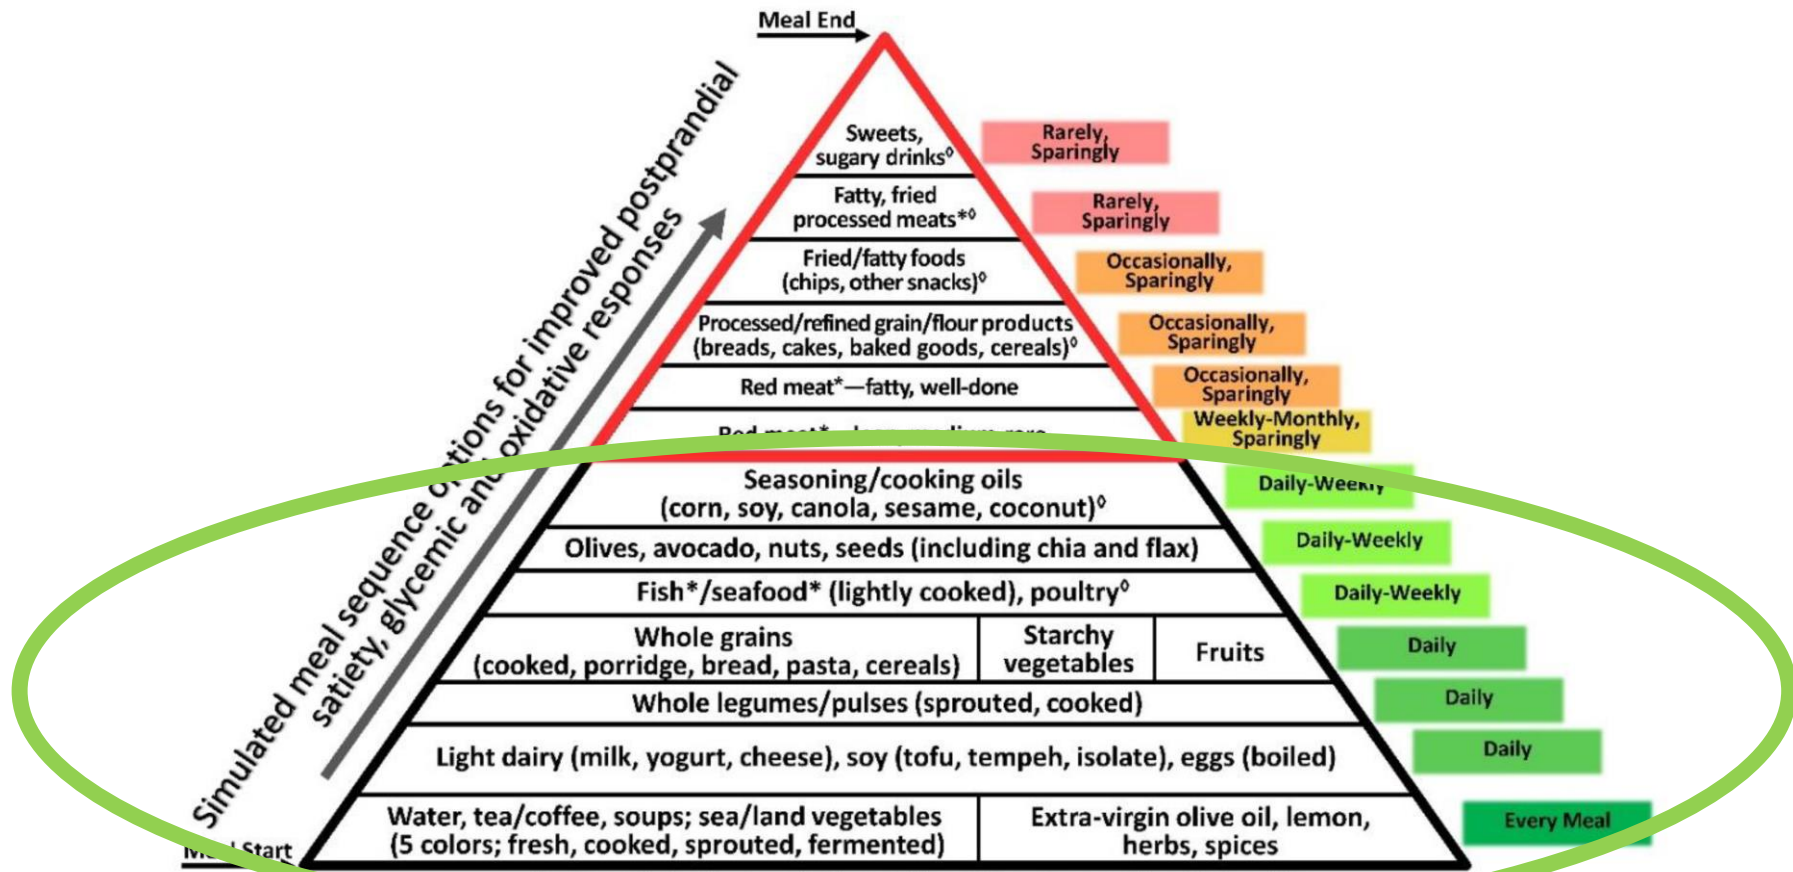 Meal End
Simulated meal sequence options for improved postprandial
satiety, glycemic and oxidative responses
Sweets,
sugary drinks◊
Rarely,
Sparingly
Fatty, fried
processed meats*◊
Rarely,
Sparingly
Fried/fatty foods
(chips, other snacks)◊
Occasionally,
Sparingly
Processed/refined grain/flour products
(breads, cakes, baked goods, cereals)◊
Occasionally,
Sparingly
Red meat*—fatty, well-done
Occasionally,
Sparingly
Red meat*
Weekly-Monthly,
Sparingly
Seasoning/cooking oils
(corn, soy, canola, sesame, coconut)◊
Daily-Weekly
Olives, avocado, nuts, seeds (including chia and flax)
Daily-Weekly
Fish*/seafood* (lightly cooked), poultry◊
Daily-Weekly
Whole grains
(cooked, porridge, bread, pasta, cereals)
Starchy
vegetables
Fruits
Daily
Whole legumes/pulses (sprouted, cooked)
Daily
Light dairy (milk, yogurt, cheese), soy (tofu, tempeh, isolate), eggs (boiled)
Daily
Water, tea/coffee, soups; sea/land vegetables
(5 colors; fresh, cooked, sprouted, fermented)
Extra-virgin olive oil, lemon,
herbs, spices
Every Meal
Meal Start